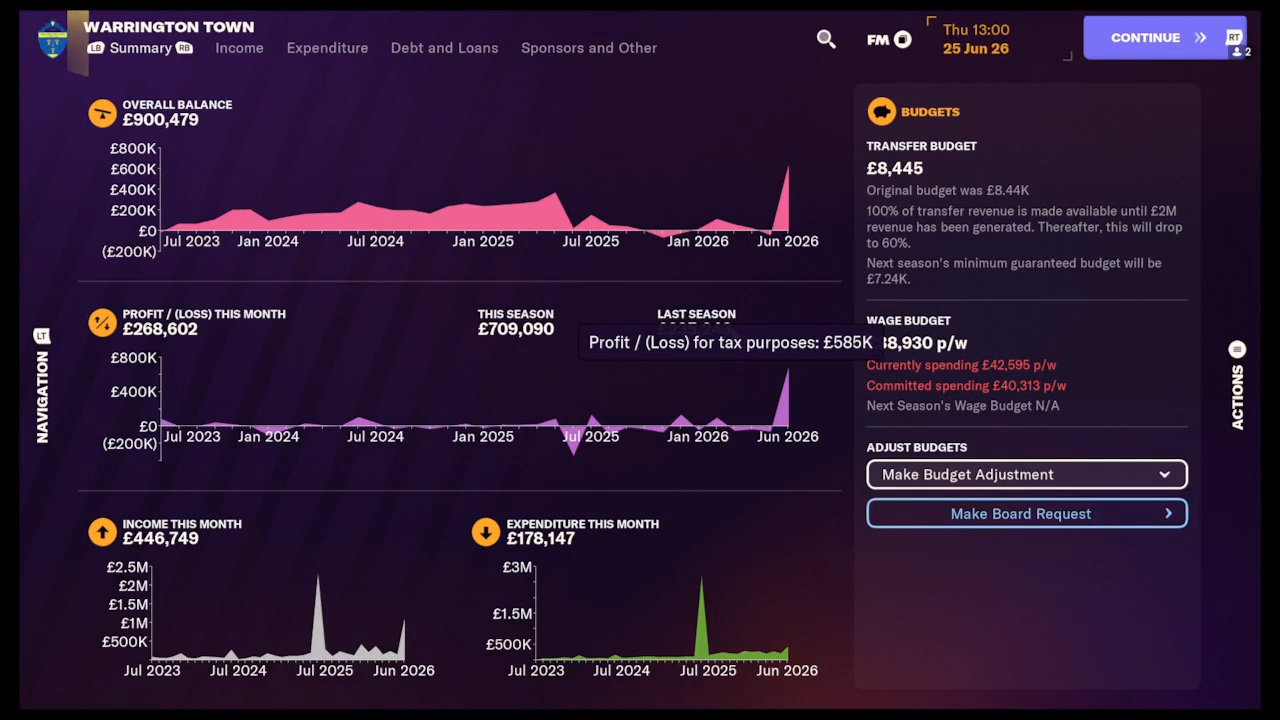 WARRINGTON TOWN
LB Summary RB Income Expenditure Debt and Loans Sponsors and Other
FM
Thu 13:00
25 Jun 26
CONTINUE
RT
2
OVERALL BALANCE
£900,479
£800K
£600K
£400K
£200K
£0
(£200K)
Jul 2023 Jan 2024 Jul 2024 Jan 2025 Jul 2025 Jan 2026 Jun 2026
PROFIT / (LOSS) THIS MONTH
£268,602
THIS SEASON
£709,090
LAST SEASON
Profit / (Loss) for tax purposes: £585K
£800K
£400K
£0
(£200K)
Jul 2023 Jan 2024 Jul 2024 Jan 2025 Jul 2025 Jan 2026 Jun 2026
INCOME THIS MONTH
£446,749
£2.5M
£2M
£1.5M
£1M
£500K
Jul 2023 Jul 2024 Jul 2025 Jun 2026
EXPENDITURE THIS MONTH
£178,147
£3M
£1.5M
£500K
Jul 2023 Jul 2024 Jul 2025 Jun 2026
BUDGETS
TRANSFER BUDGET
£8,445
Original budget was £8.44K
100% of transfer revenue is made available until £2M
revenue has been generated. Thereafter, this will drop
to 60%.
Next season's minimum guaranteed budget will be
£7.24K.
WAGE BUDGET
8,930 p/w
Currently spending £42,595 p/w
Committed spending £40,313 p/w
Next Season's Wage Budget N/A
ADJUST BUDGETS
Make Budget Adjustment
Make Board Request
LT
NAVIGATION
ACTIONS